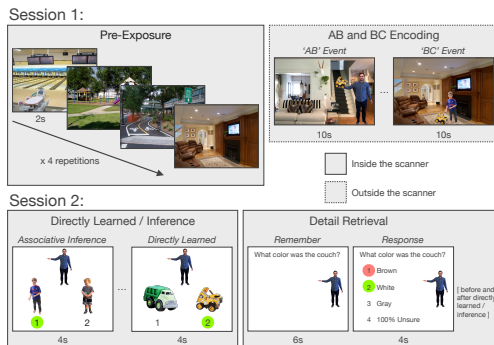 Session 1:
Pre-Exposure
2s
x 4 repetitions
AB and BC Encoding
'AB' Event
'BC' Event
...
10s
10s
Inside the scanner
Outside the scanner
Session 2:
Directly Learned / Inference
Associative Inference
Directly Learned
...
1
2
1
2
4s
4s
Detail Retrieval
Remember
Response
What color was the couch?
What color was the couch?
1 Brown
2 White
3 Gray
4 100% Unsure
6s
4s
[ before and
after directly
learned /
inference ]